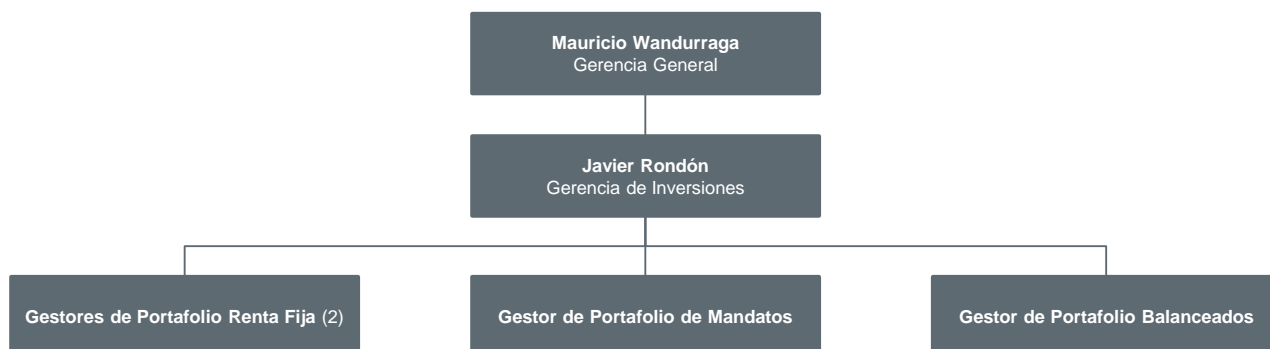 Mauricio Wandurraga
Gerencia General
Javier Rondón
Gerencia de Inversiones
Gestores de Portafolio Renta Fija (2)
Gestor de Portafolio de Mandatos
Gestor de Portafolio Balanceados